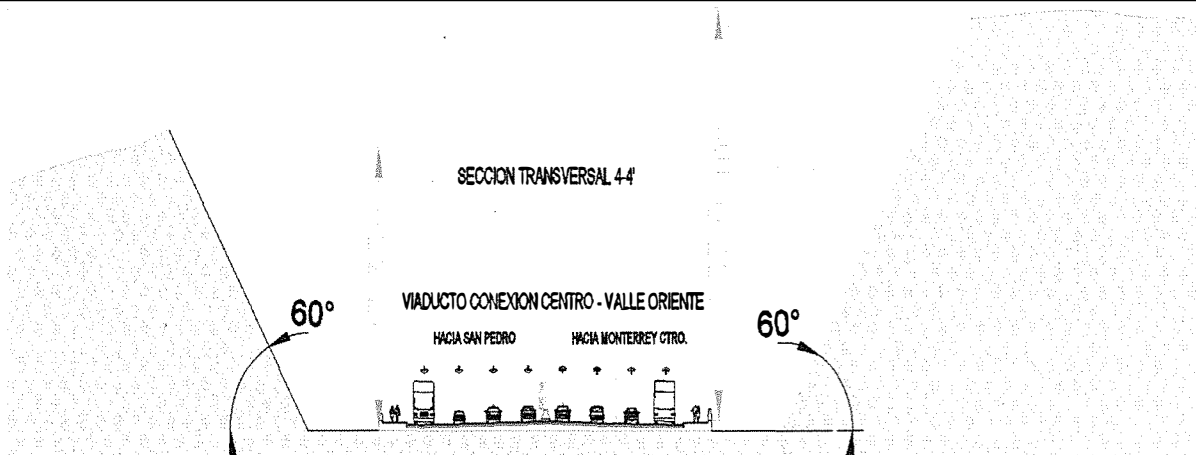 SECCION TRANSVERSAL 4-4'
VIADUCTO CONEXION CENTRO - VALLE ORIENTE
HACIA SAN PEDRO
HACIA MONTERREY CTRO.
60°
60°